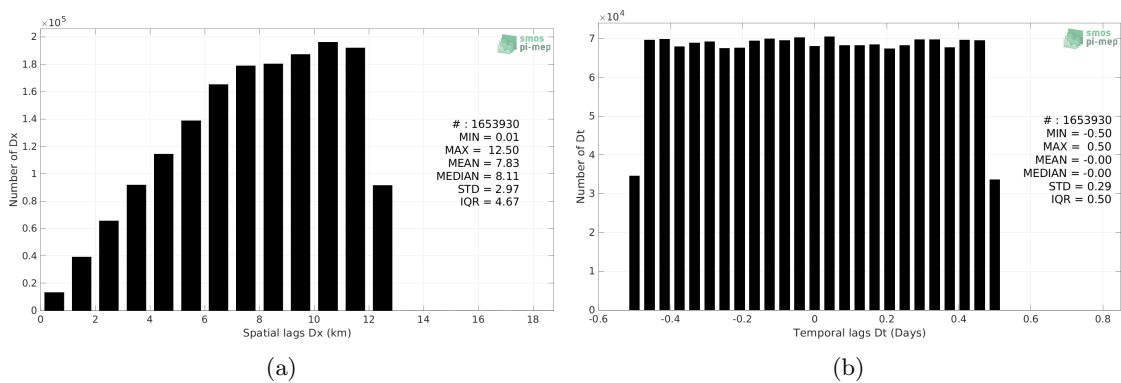 ×10^5
2
1.8
1.6
1.4
1.2
1
0.8
0.6
0.4
0.2
0
Number of Dx
smos
pi-mep
# : 1653930
MIN = 0.01
MAX = 12.50
MEAN = 7.83
MEDIAN = 8.11
STD = 2.97
IQR = 4.67
0 2 4 6 8 10 12 14 16 18
Spatial lags Dx (km)
(a)
×10^4
7
6
5
4
3
2
1
0
Number of Dt
smos
pi-mep
# : 1653930
MIN = -0.50
MAX = 0.50
MEAN = -0.00
MEDIAN = -0.00
STD = 0.29
IQR = 0.50
-0.6 -0.4 -0.2 0 0.2 0.4 0.6 0.8
Temporal lags Dt (Days)
(b)